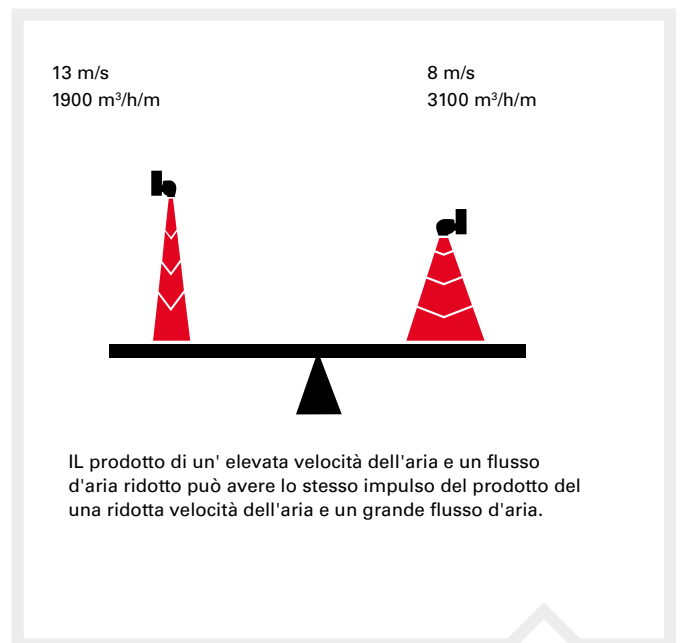 13 m/s
1900 m³/h/m
8 m/s
3100 m³/h/m
IL prodotto di un' elevata velocità dell'aria e un flusso
d'aria ridotto può avere lo stesso impulso del prodotto del
una ridotta velocità dell'aria e un grande flusso d'aria.